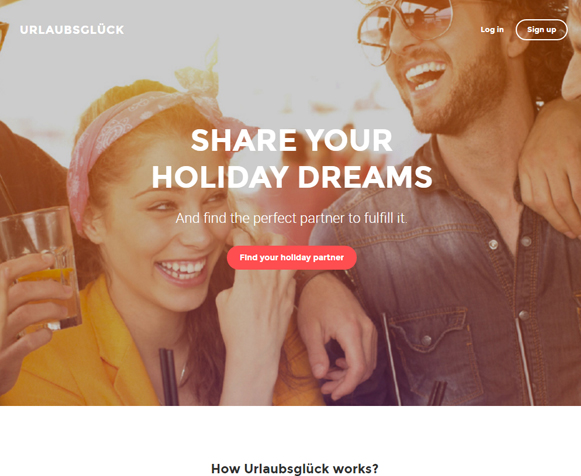 URLAUBSGLÜCK
Log in
Sign up
SHARE YOUR
HOLIDAY DREAMS
And find the perfect partner to fulfill it.
Find your holiday partner
How Urlaubsglück works?